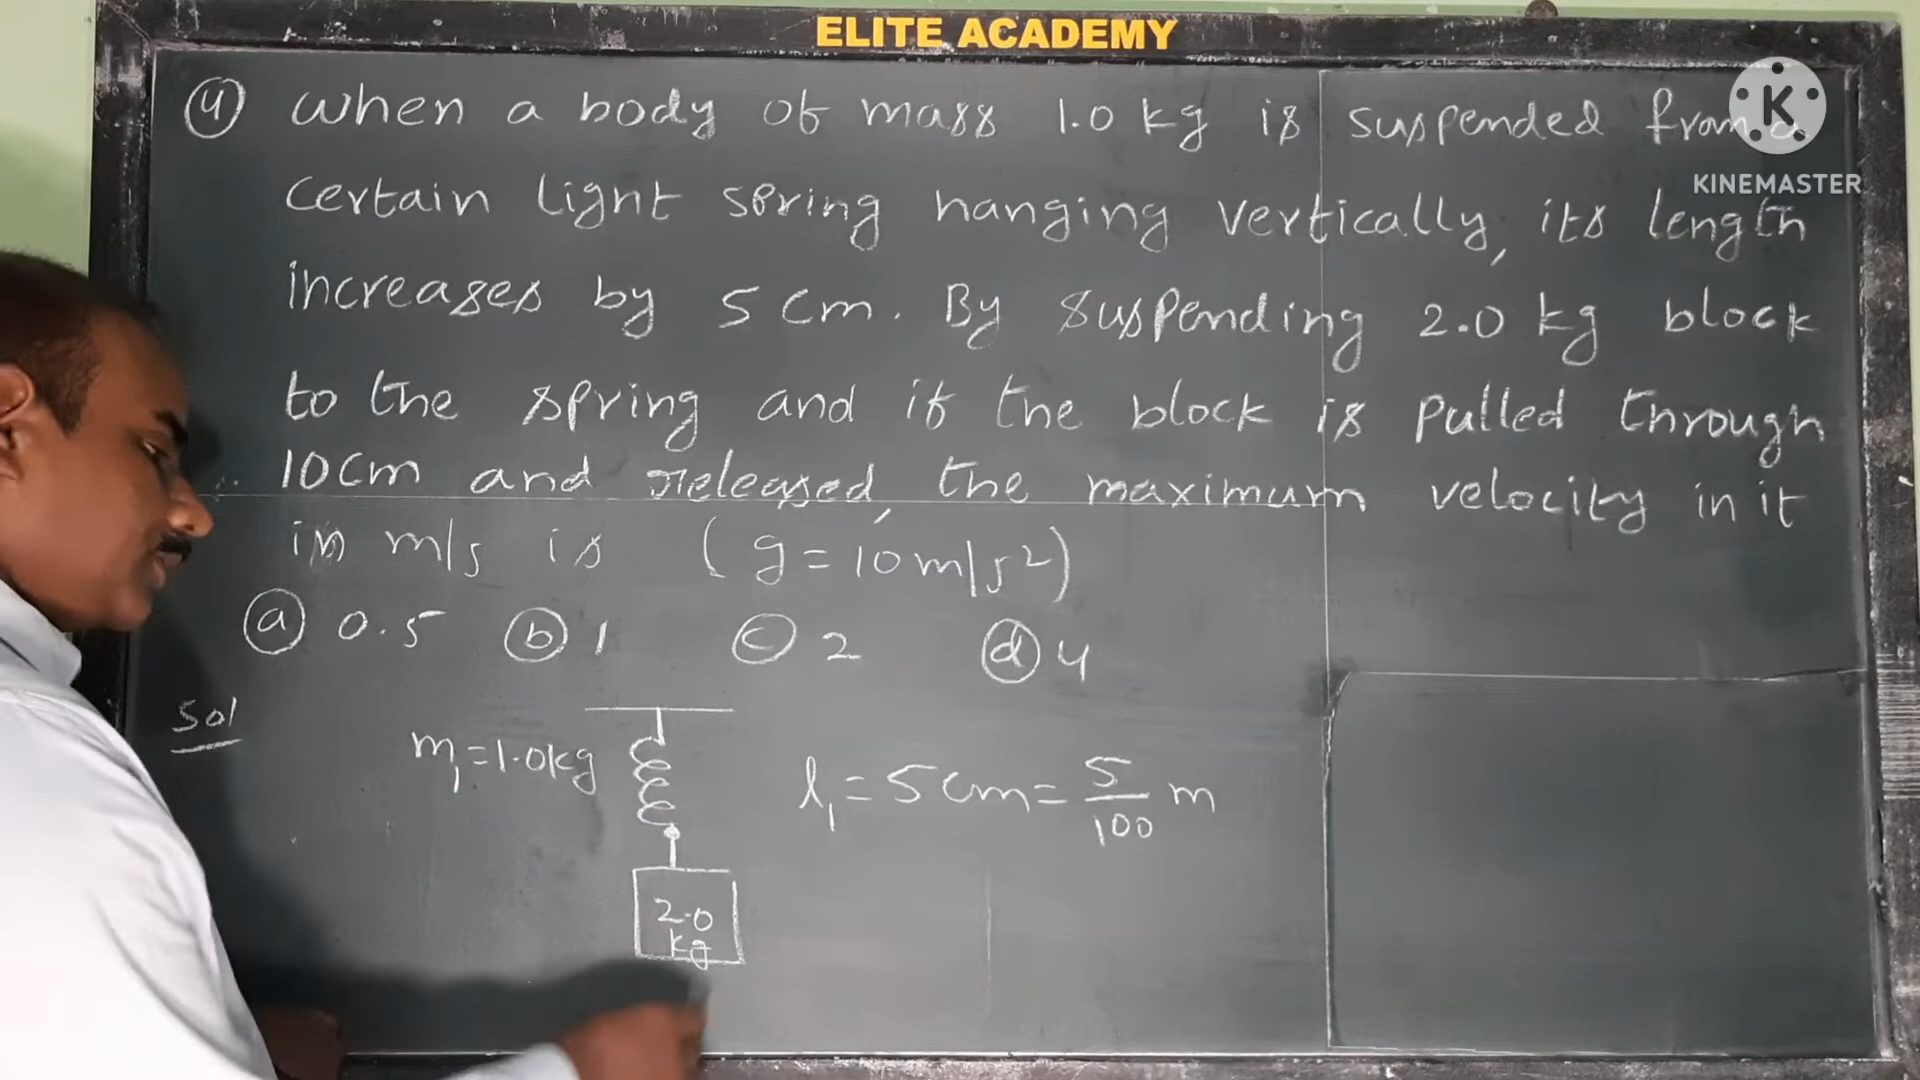 ELITE ACADEMY
K
KINEMASTER
④ When a body of mass 1.0 kg is suspended from a
certain light spring hanging vertically, its length
increases by 5 cm. By suspending 2.0 kg block
to the spring and if the block is pulled through
10cm and released, the maximum velocity in it
in m/s is (g = 10 m/s²)
ⓐ 0.5 ⓑ 1 ⓒ 2 ⓓ 4
Sol
m₁ = 1.0kg
l₁ = 5 cm = 5/100 m
2.0
kg